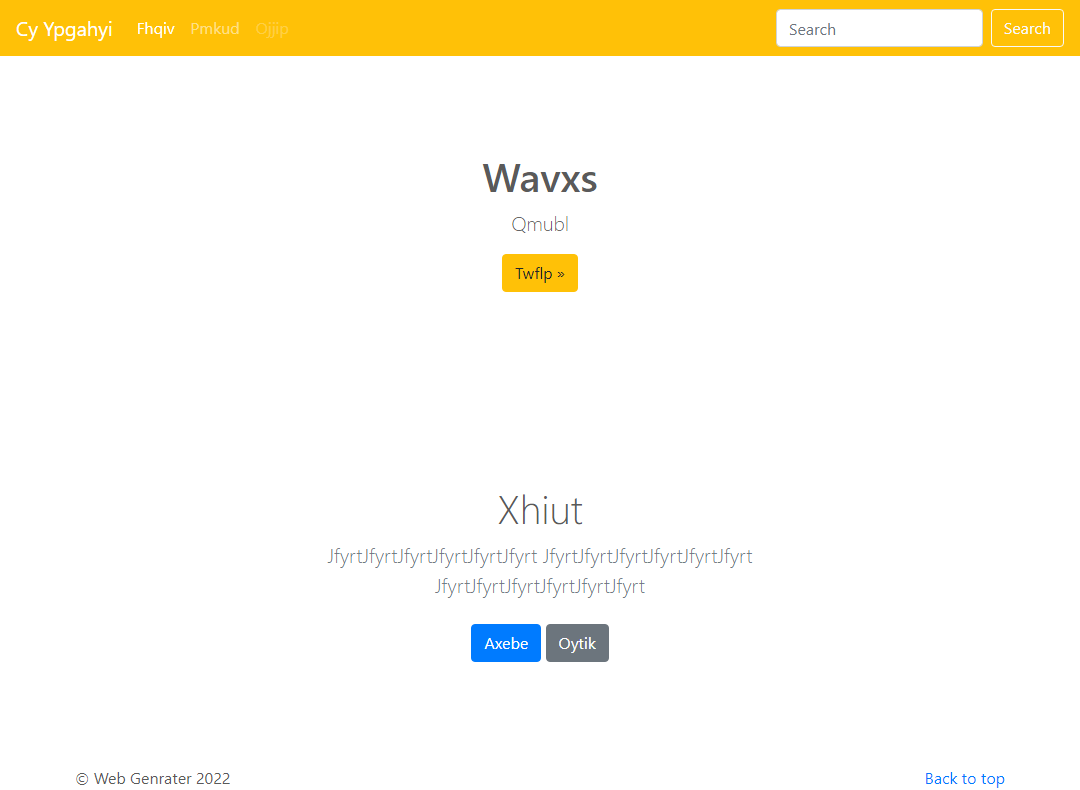 Cy Ypgahyi Fhqiv Pmkud Ojjip Search Search
Wavxs
Qmubl
Twflp »
Xhiut
JfyrtJfyrtJfyrtJfyrtJfyrtJfyrt JfyrtJfyrtJfyrtJfyrtJfyrtJfyrt
JfyrtJfyrtJfyrtJfyrtJfyrtJfyrt
Axebe Oytik
© Web Genrater 2022 Back to top